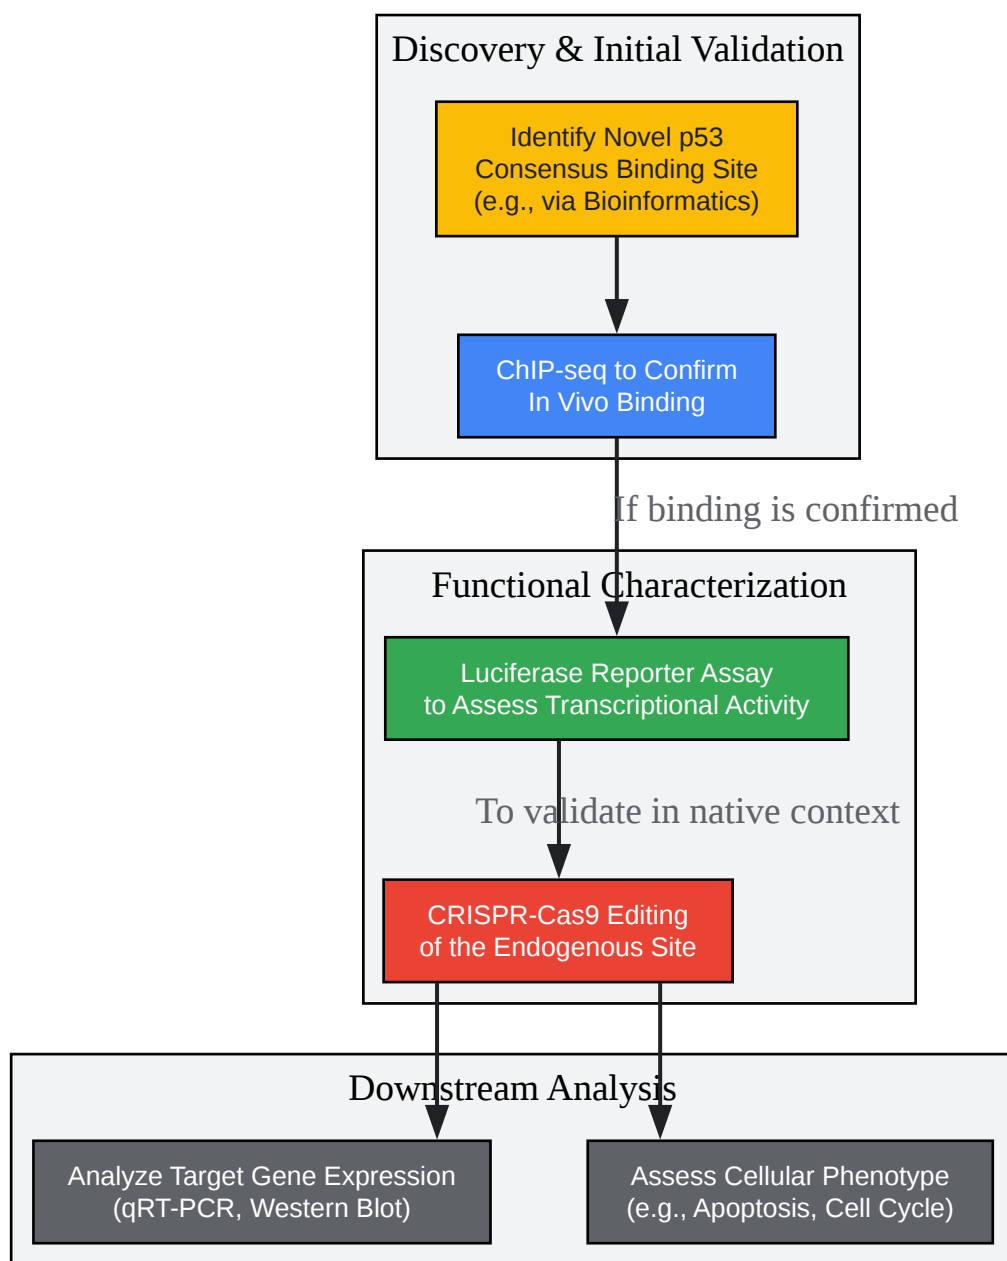 Discovery & Initial Validation
Identify Novel p53
Consensus Binding Site
(e.g., via Bioinformatics)
ChIP-seq to Confirm
In Vivo Binding
If binding is confirmed
Functional Characterization
Luciferase Reporter Assay
to Assess Transcriptional Activity
To validate in native context
CRISPR-Cas9 Editing
of the Endogenous Site
Downstream Analysis
Analyze Target Gene Expression
(qRT-PCR, Western Blot)
Assess Cellular Phenotype
(e.g., Apoptosis, Cell Cycle)